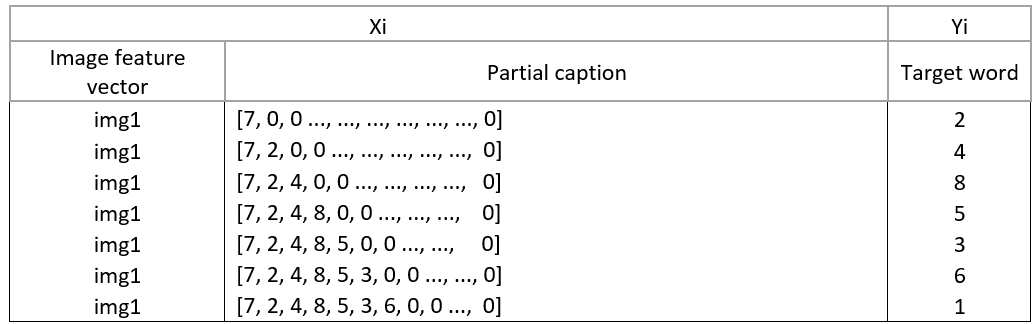 Xi Yi
Image feature vector Partial caption Target word
img1 [7, 0, 0 ..., ..., ..., ..., ..., ..., 0] 2
img1 [7, 2, 0, 0 ..., ..., ..., ..., ..., 0] 4
img1 [7, 2, 4, 0, 0 ..., ..., ..., ..., 0] 8
img1 [7, 2, 4, 8, 0, 0 ..., ..., ..., 0] 5
img1 [7, 2, 4, 8, 5, 0, 0 ..., ..., 0] 3
img1 [7, 2, 4, 8, 5, 3, 0, 0 ..., ..., 0] 6
img1 [7, 2, 4, 8, 5, 3, 6, 0, 0 ..., 0] 1